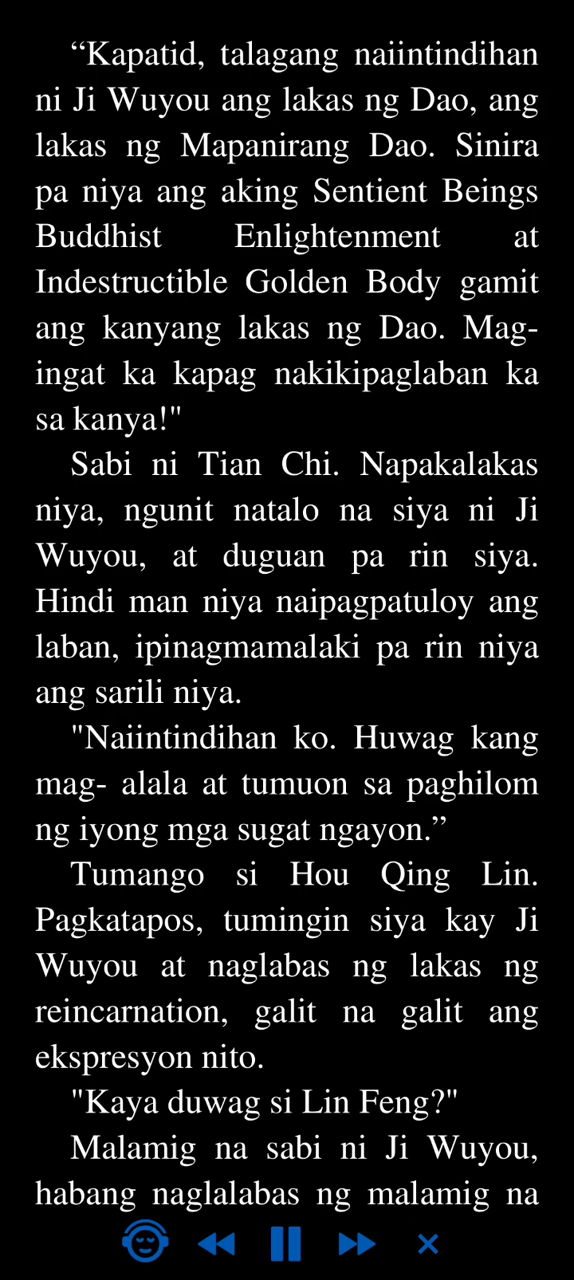 “Kapatid, talagang naiintindihan
ni Ji Wuyou ang lakas ng Dao, ang
lakas ng Mapanirang Dao. Sinira
pa niya ang aking Sentient Beings
Buddhist Enlightenment at
Indestructible Golden Body gamit
ang kanyang lakas ng Dao. Mag-
ingat ka kapag nakikipaglaban ka
sa kanya!"
Sabi ni Tian Chi. Napakalakas
niya, ngunit natalo na siya ni Ji
Wuyou, at duguan pa rin siya.
Hindi man niya naipagpatuloy ang
laban, ipinagmamalaki pa rin niya
ang sarili niya.
"Naiintindihan ko. Huwag kang
mag- alala at tumuon sa paghilom
ng iyong mga sugat ngayon.”
Tumango si Hou Qing Lin.
Pagkatapos, tumingin siya kay Ji
Wuyou at naglabas ng lakas ng
reincarnation, galit na galit ang
ekspresyon nito.
"Kaya duwag si Lin Feng?"
Malamig na sabi ni Ji Wuyou,
habang naglalabas ng malamig na